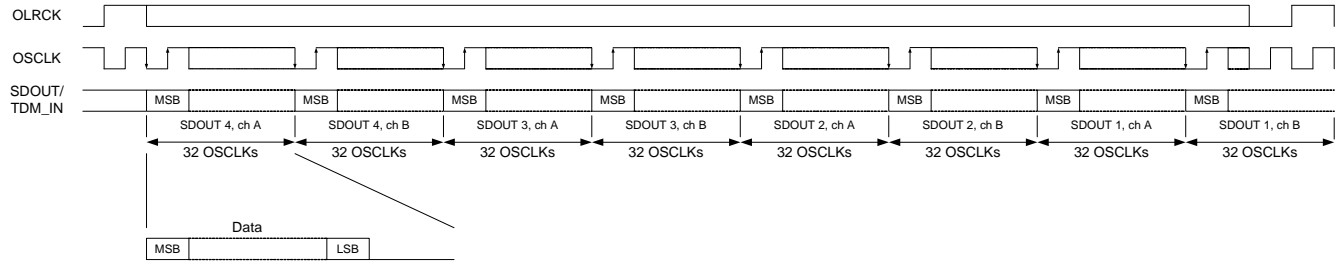 OLRCK
OSCLK
SDOUT/
TDM_IN
MSB MSB MSB MSB MSB MSB MSB MSB
SDOUT 4, ch A SDOUT 4, ch B SDOUT 3, ch A SDOUT 3, ch B SDOUT 2, ch A SDOUT 2, ch B SDOUT 1, ch A SDOUT 1, ch B
32 OSCLKs 32 OSCLKs 32 OSCLKs 32 OSCLKs 32 OSCLKs 32 OSCLKs 32 OSCLKs 32 OSCLKs
Data
MSB LSB